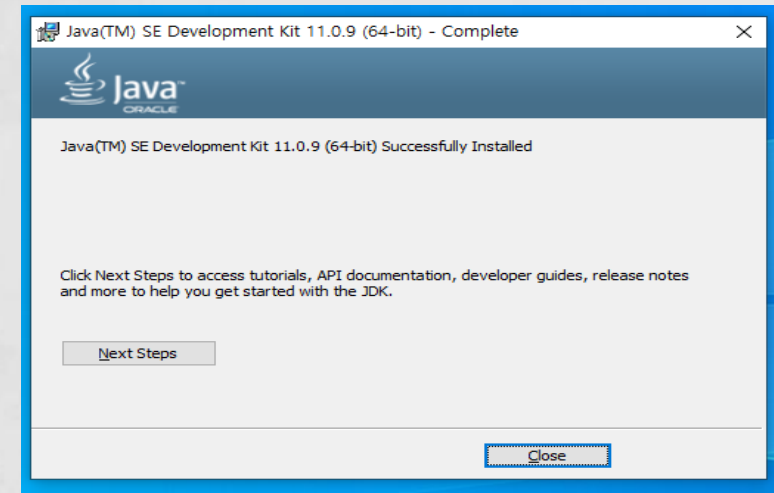 Java(TM) SE Development Kit 11.0.9 (64-bit) - Complete
Java™
ORACLE
Java(TM) SE Development Kit 11.0.9 (64-bit) Successfully Installed
Click Next Steps to access tutorials, API documentation, developer guides, release notes
and more to help you get started with the JDK.
Next Steps
Close